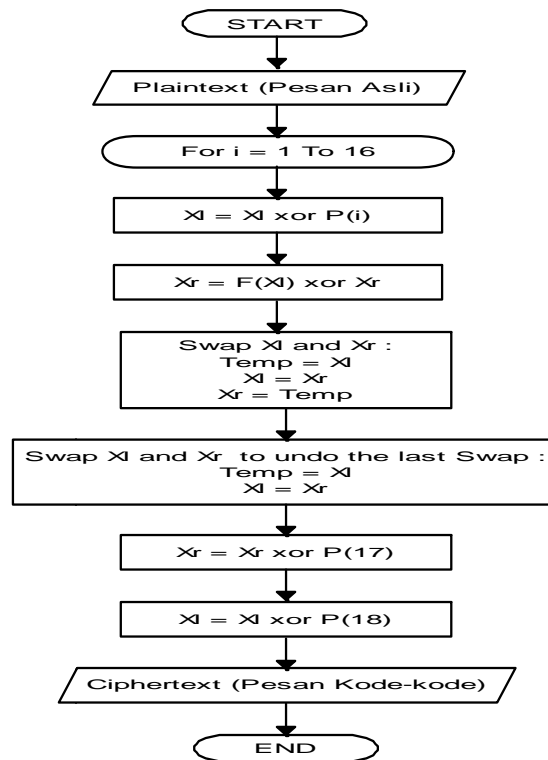 START
Plaintext (Pesan Asli)
For i = 1 To 16
Xl = Xl xor P(i)
Xr = F(Xl) xor Xr
Swap Xl and Xr :
Temp = Xl
Xl = Xr
Xr = Temp
Swap Xl and Xr to undo the last Swap :
Temp = Xl
Xl = Xr
Xr = Xr xor P(17)
Xl = Xl xor P(18)
Ciphertext (Pesan Kode-kode)
END